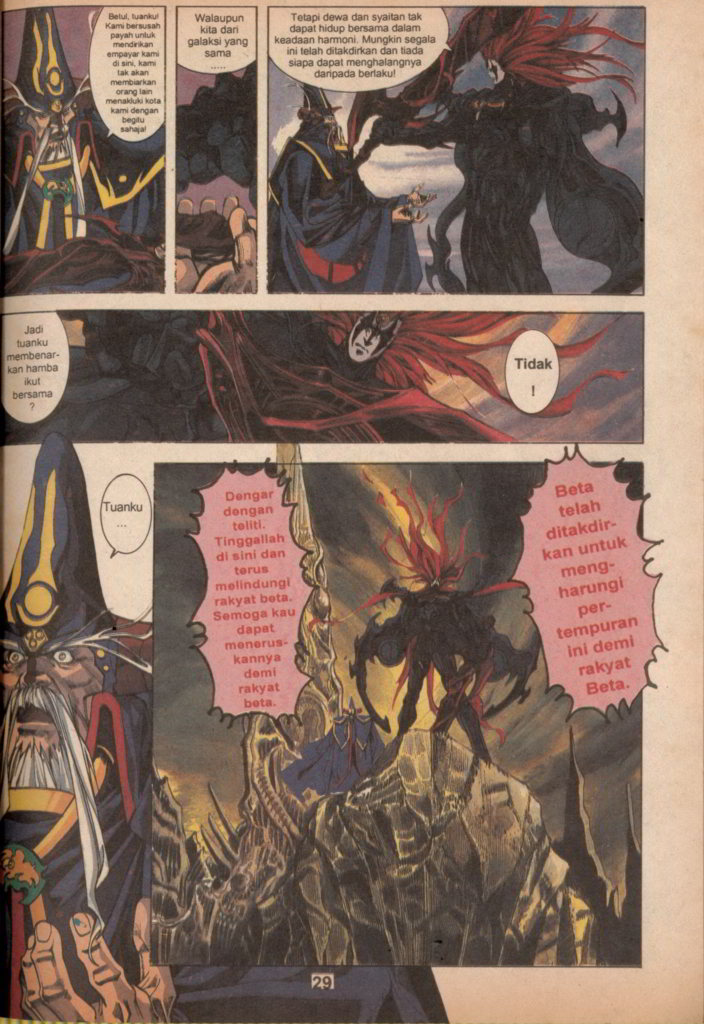 Betul, tuanku!
Kami bersusah
payah untuk
mendirikan
empayar kami
di sini, kami
tak akan
membiarkan
orang lain
menakluki kota
kami dengan
begitu
sahaja!
Walaupun
kita dari
galaksi yang
sama
.....
Tetapi dewa dan syaitan tak
dapat hidup bersama dalam
keadaan harmoni. Mungkin segala
ini telah ditakdirkan dan tiada
siapa dapat menghalangnya
daripada berlaku!
Jadi
tuanku
membenar-
kan hamba
ikut
bersama
?
Tidak
!
Tuanku
...
Dengar
dengan
teliti.
Tinggallah
di sini dan
terus
melindungi
rakyat beta.
Semoga kau
dapat
menerus-
kannya
demi
rakyat
beta.
Beta
telah
ditakdir-
kan untuk
meng-
harungi
per-
tempuran
ini demi
rakyat
Beta.
29